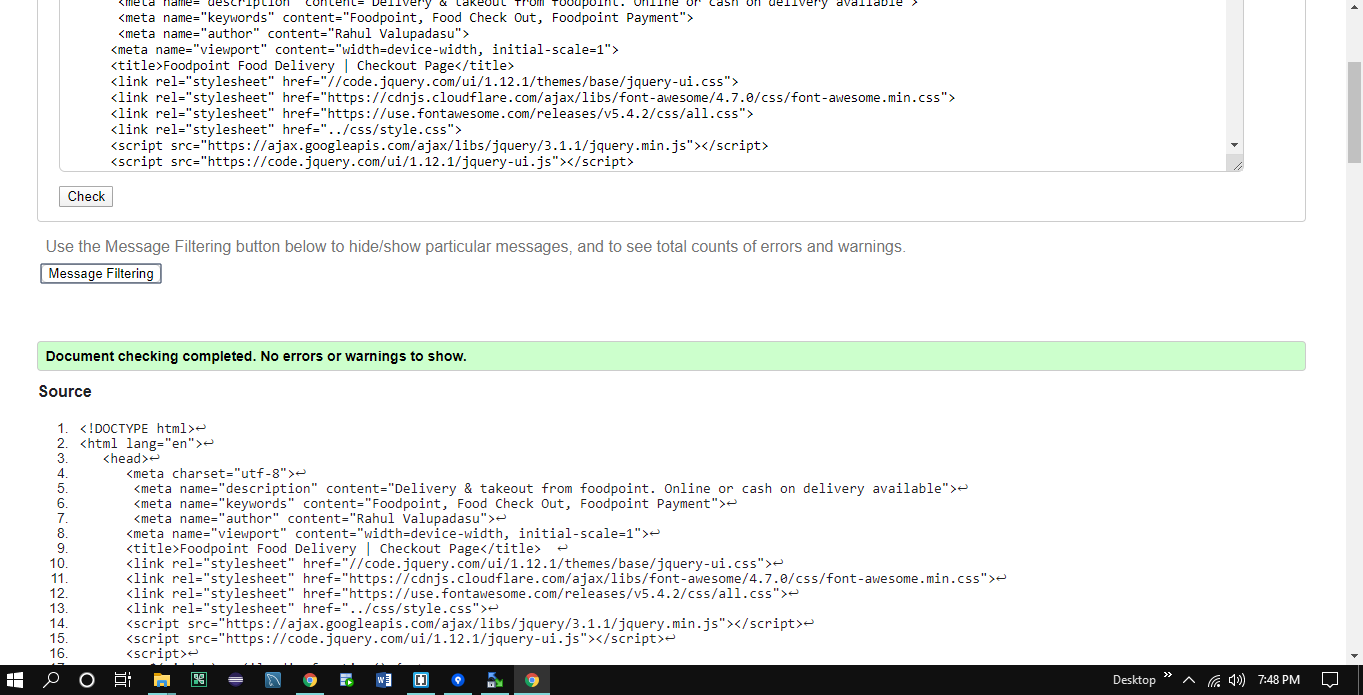 <meta name="description" content="Delivery & takeout from foodpoint. Online or cash on delivery available">
<meta name="keywords" content="Foodpoint, Food Check Out, Foodpoint Payment">
<meta name="author" content="Rahul Valupadasu">
<meta name="viewport" content="width=device-width, initial-scale=1">
<title>Foodpoint Food Delivery | Checkout Page</title>
<link rel="stylesheet" href="//code.jquery.com/ui/1.12.1/themes/base/jquery-ui.css">
<link rel="stylesheet" href="https://cdnjs.cloudflare.com/ajax/libs/font-awesome/4.7.0/css/font-awesome.min.css">
<link rel="stylesheet" href="https://use.fontawesome.com/releases/v5.4.2/css/all.css">
<link rel="stylesheet" href="../css/style.css">
<script src="https://ajax.googleapis.com/ajax/libs/jquery/3.1.1/jquery.min.js"></script>
<script src="https://code.jquery.com/ui/1.12.1/jquery-ui.js"></script>
Check
Use the Message Filtering button below to hide/show particular messages, and to see total counts of errors and warnings.
Message Filtering
Document checking completed. No errors or warnings to show.
Source
1. <!DOCTYPE html>↩
2. <html lang="en">↩
3. <head>↩
4. <meta charset="utf-8">↩
5. <meta name="description" content="Delivery & takeout from foodpoint. Online or cash on delivery available">↩
6. <meta name="keywords" content="Foodpoint, Food Check Out, Foodpoint Payment">↩
7. <meta name="author" content="Rahul Valupadasu">↩
8. <meta name="viewport" content="width=device-width, initial-scale=1">↩
9. <title>Foodpoint Food Delivery | Checkout Page</title> ↩
10. <link rel="stylesheet" href="//code.jquery.com/ui/1.12.1/themes/base/jquery-ui.css">↩
11. <link rel="stylesheet" href="https://cdnjs.cloudflare.com/ajax/libs/font-awesome/4.7.0/css/font-awesome.min.css">↩
12. <link rel="stylesheet" href="https://use.fontawesome.com/releases/v5.4.2/css/all.css">↩
13. <link rel="stylesheet" href="../css/style.css">↩
14. <script src="https://ajax.googleapis.com/ajax/libs/jquery/3.1.1/jquery.min.js"></script>↩
15. <script src="https://code.jquery.com/ui/1.12.1/jquery-ui.js"></script>↩
16. <script>↩
Desktop
7:48 PM